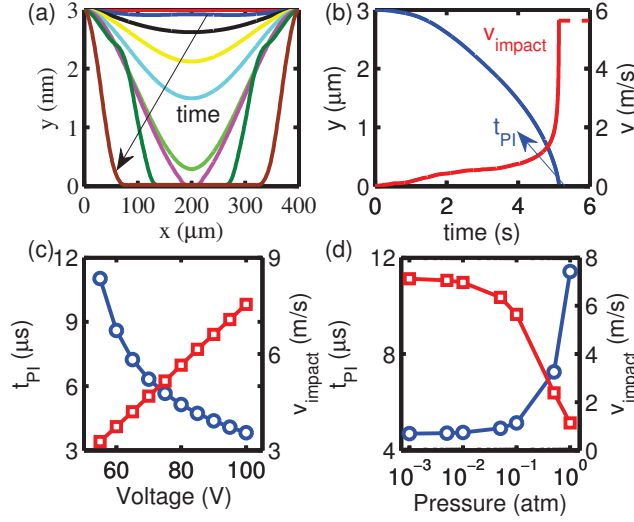 (a)
3
2
1
0
y (nm)
time
0 100 200 300 400
x (μm)
(b)
3
2
1
0
y (μm)
v_impact
t_PI
6
4
2
0
v (m/s)
0 2 4 6
time (s)
(c)
12
9
6
3
t_PI (μs)
9
7
5
3
v_impact (m/s)
60 80 100
Voltage (V)
(d)
12
8
4
t_PI (μs)
8
6
4
2
0
v_impact (m/s)
10^-3 10^-2 10^-1 10^0
Pressure (atm)